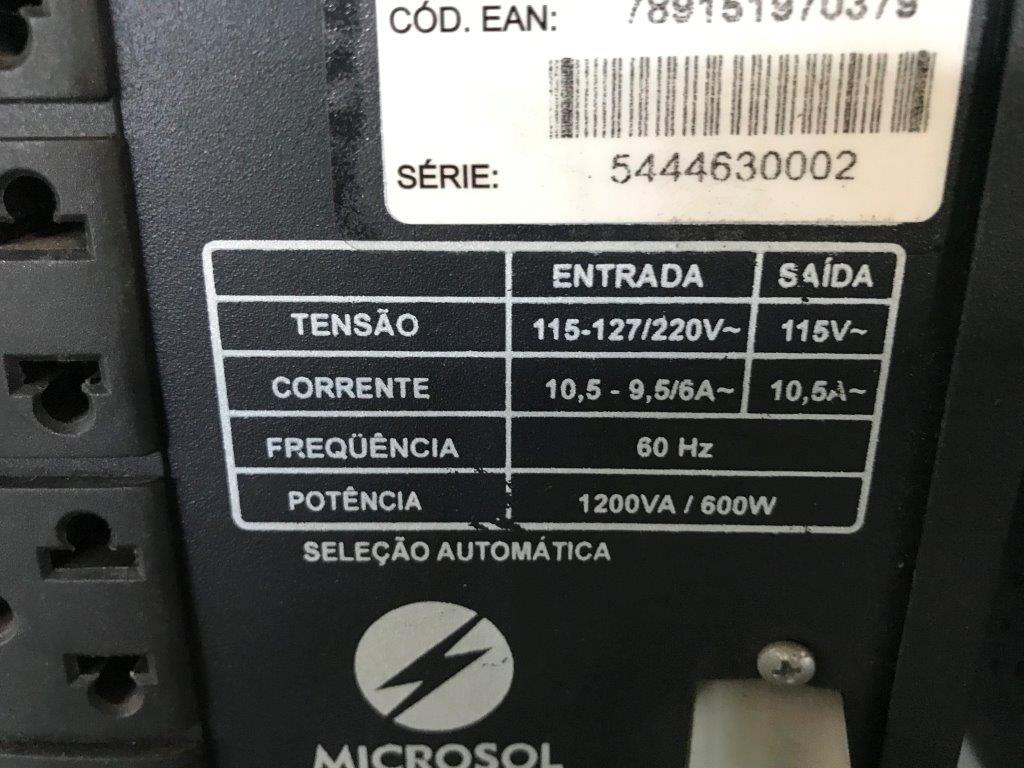 CÓD. EAN: 789151970379
SÉRIE: 5444630002
ENTRADA SAÍDA
TENSÃO 115-127/220V~ 115V~
CORRENTE 10,5 - 9,5/6A~ 10,5A~
FREQÜÊNCIA 60 Hz
POTÊNCIA 1200VA / 600W
SELEÇÃO AUTOMÁTICA
MICROSOL